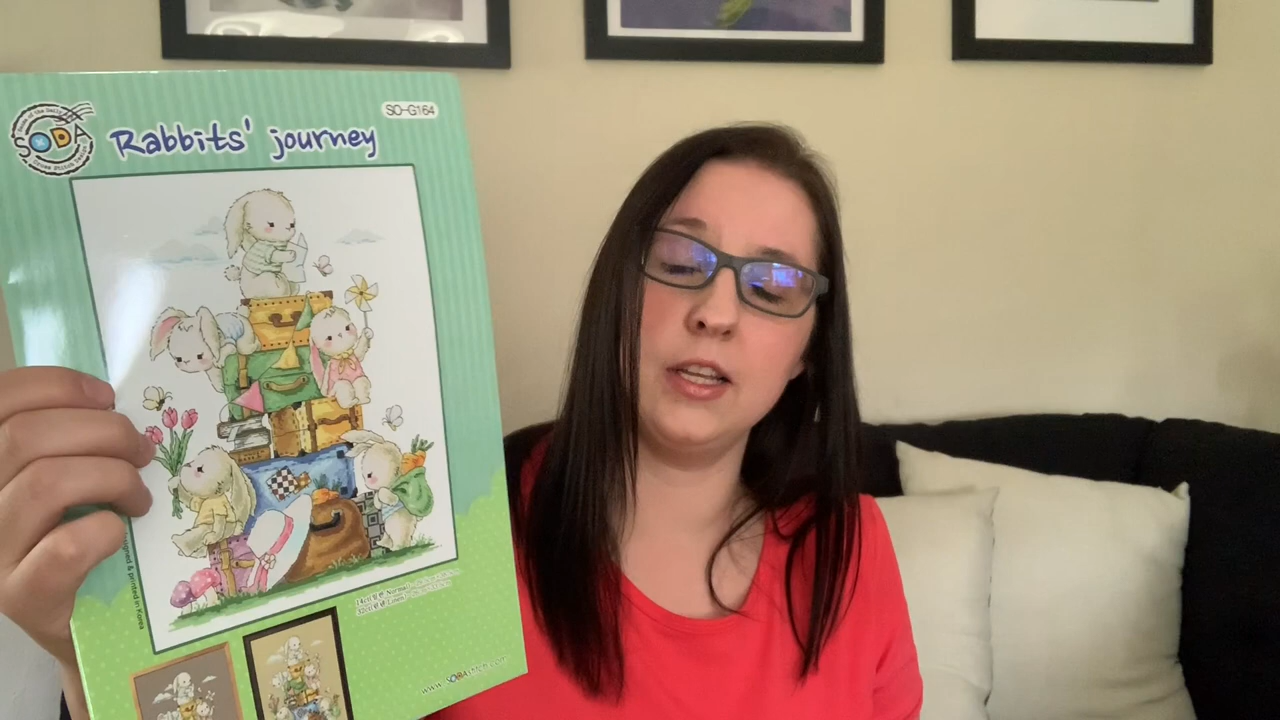 SO-G164
SODA
Rabbits' journey
designed & printed in Korea
www.SODAstitch.com